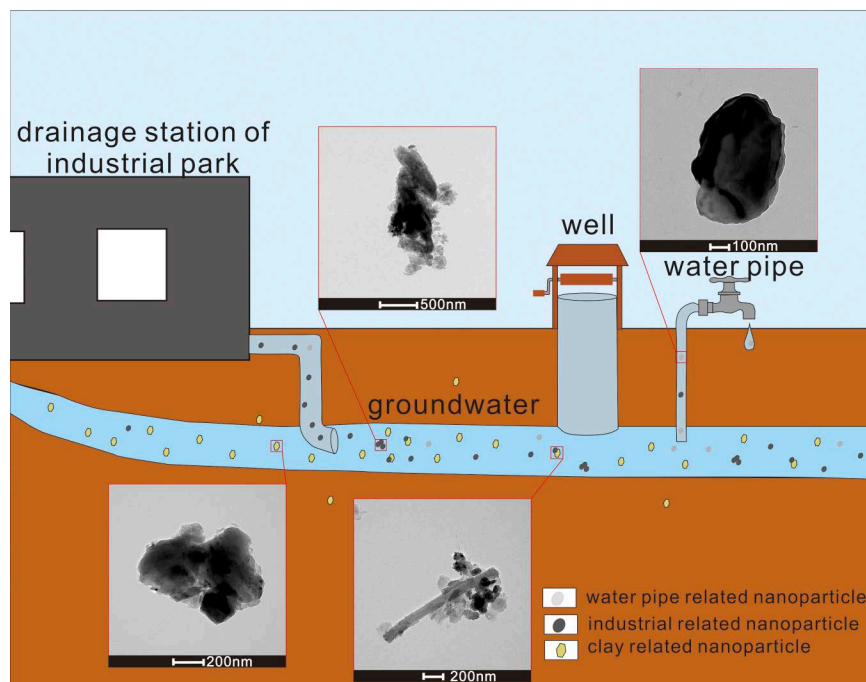 drainage station of
industrial park
500nm
well
100nm
water pipe
groundwater
200nm
200nm
water pipe related nanoparticle
industrial related nanoparticle
clay related nanoparticle